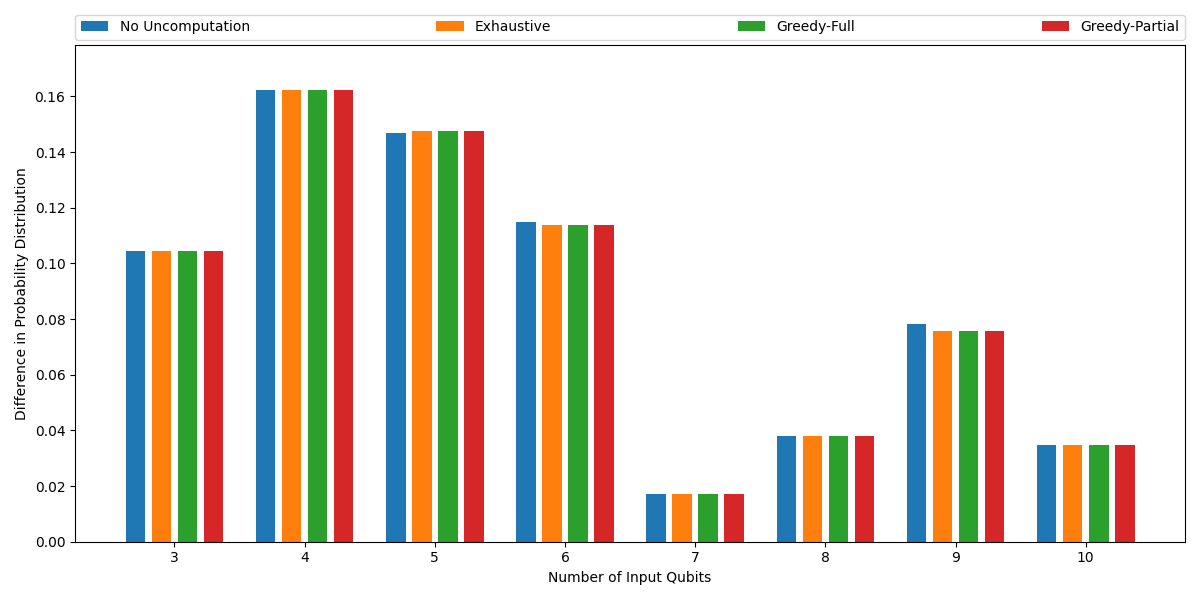 No Uncomputation Exhaustive Greedy-Full Greedy-Partial
Difference in Probability Distribution
0.16
0.14
0.12
0.10
0.08
0.06
0.04
0.02
0.00
3 4 5 6 7 8 9 10
Number of Input Qubits